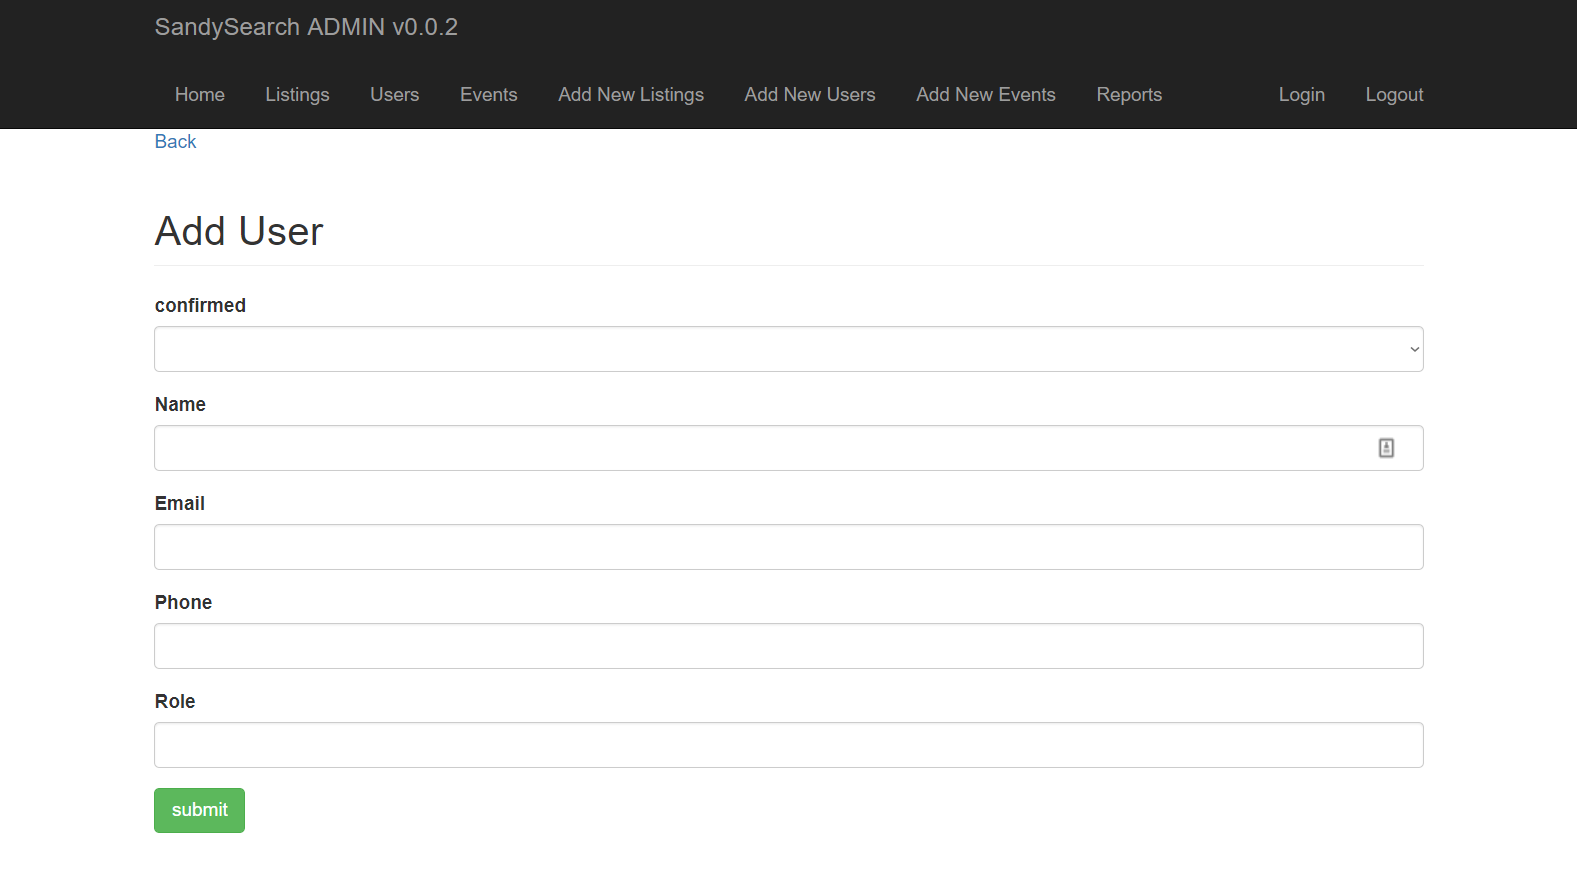 SandySearch ADMIN v0.0.2
Home Listings Users Events Add New Listings Add New Users Add New Events Reports Login Logout
Back
Add User
confirmed
Name
Email
Phone
Role
submit